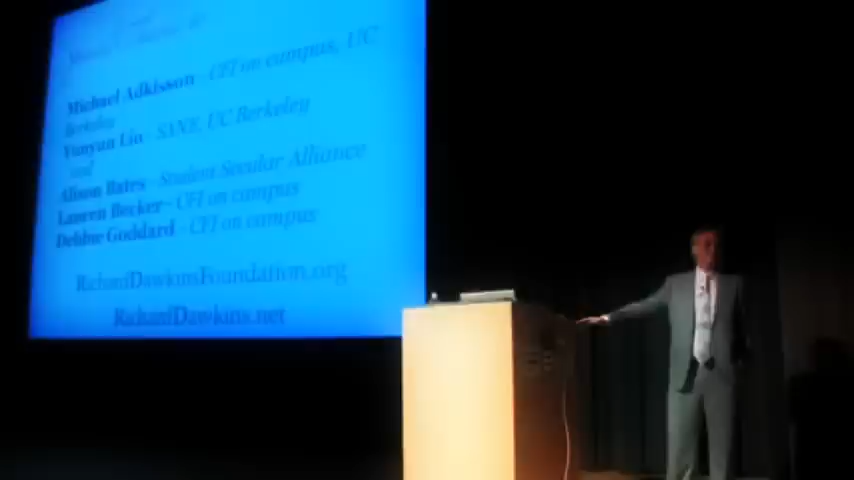 Michael Adkisson - CFI on campus, UC
Berkeley
Yunyun Liu - SANE, UC Berkeley
and
Alison Bates - Student Secular Alliance
Lauren Becker - CFI on campus
Debbie Goddard - CFI on campus
RichardDawkinsFoundation.org
RichardDawkins.net